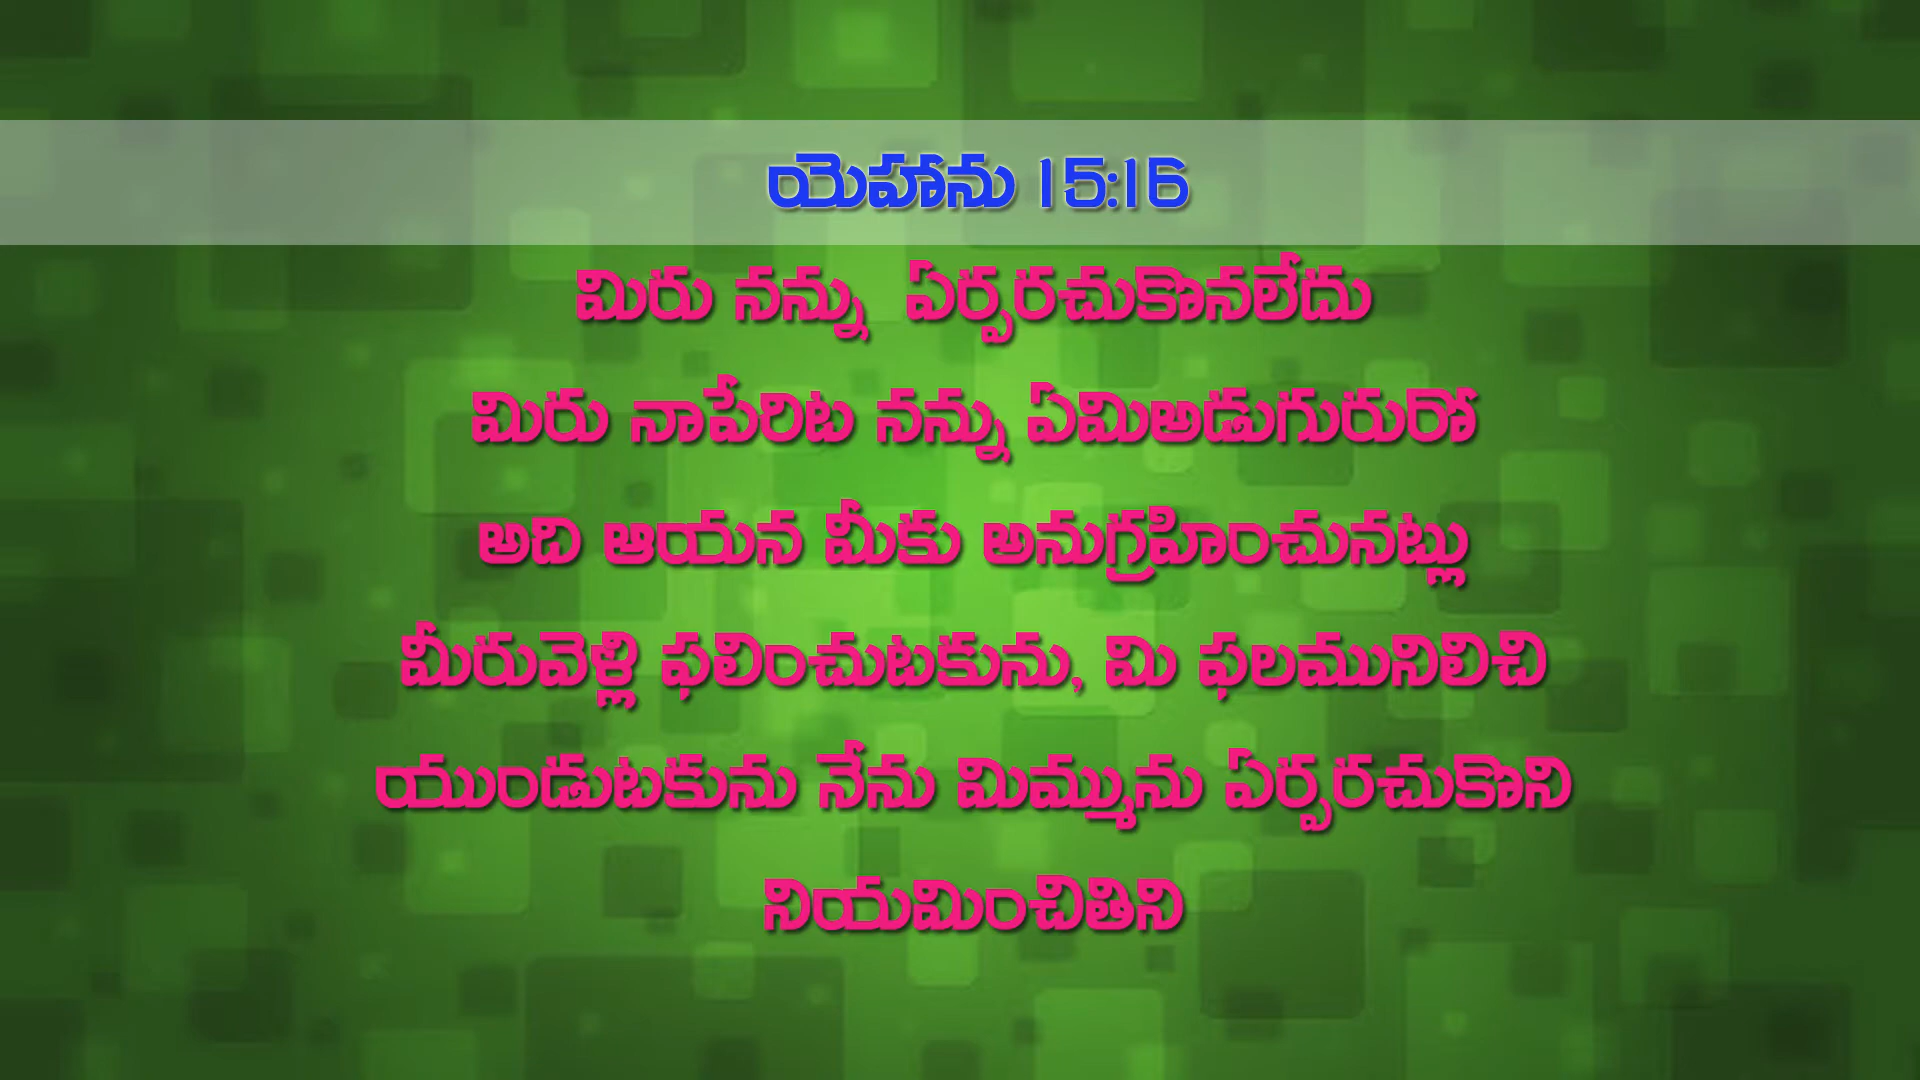 యెహాను 15:16
మిరు నన్ను ఏర్పరచుకొనలేదు
మిరు నాపేరిట నన్ను ఏమిఅడుగురురో
అది ఆయన మీకు అనుగ్రహించునట్లు
మీరువెళ్లి ఫలించుటకును, మి ఫలమునిలిచి
యుండుటకును నేను మిమ్మును ఏర్పరచుకొని
నియమించితిని